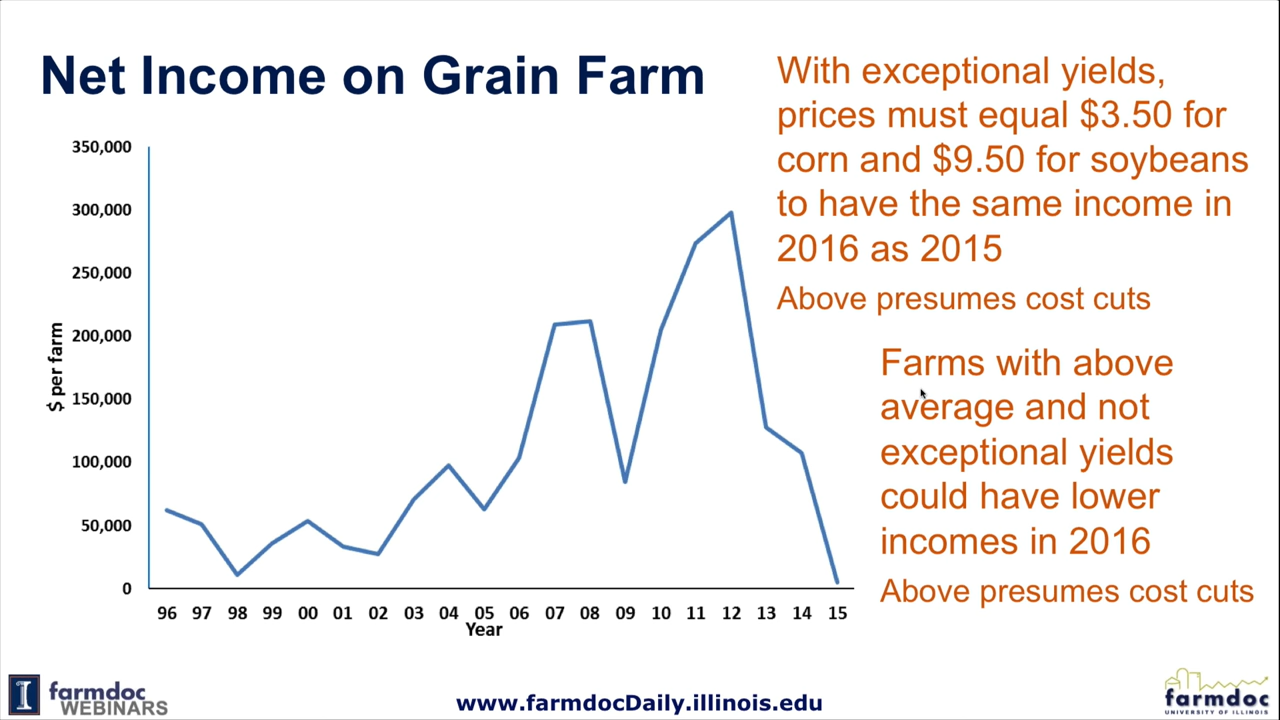 Net Income on Grain Farm
With exceptional yields,
prices must equal $3.50 for
corn and $9.50 for soybeans
to have the same income in
2016 as 2015
Above presumes cost cuts
Farms with above
average and not
exceptional yields
could have lower
incomes in 2016
Above presumes cost cuts
$ per farm
350,000
300,000
250,000
200,000
150,000
100,000
50,000
0
96 97 98 99 00 01 02 03 04 05 06 07 08 09 10 11 12 13 14 15
Year
I
farmdoc
WEBINARS
www.farmdocDaily.illinois.edu
farmdoc
UNIVERSITY OF ILLINOIS